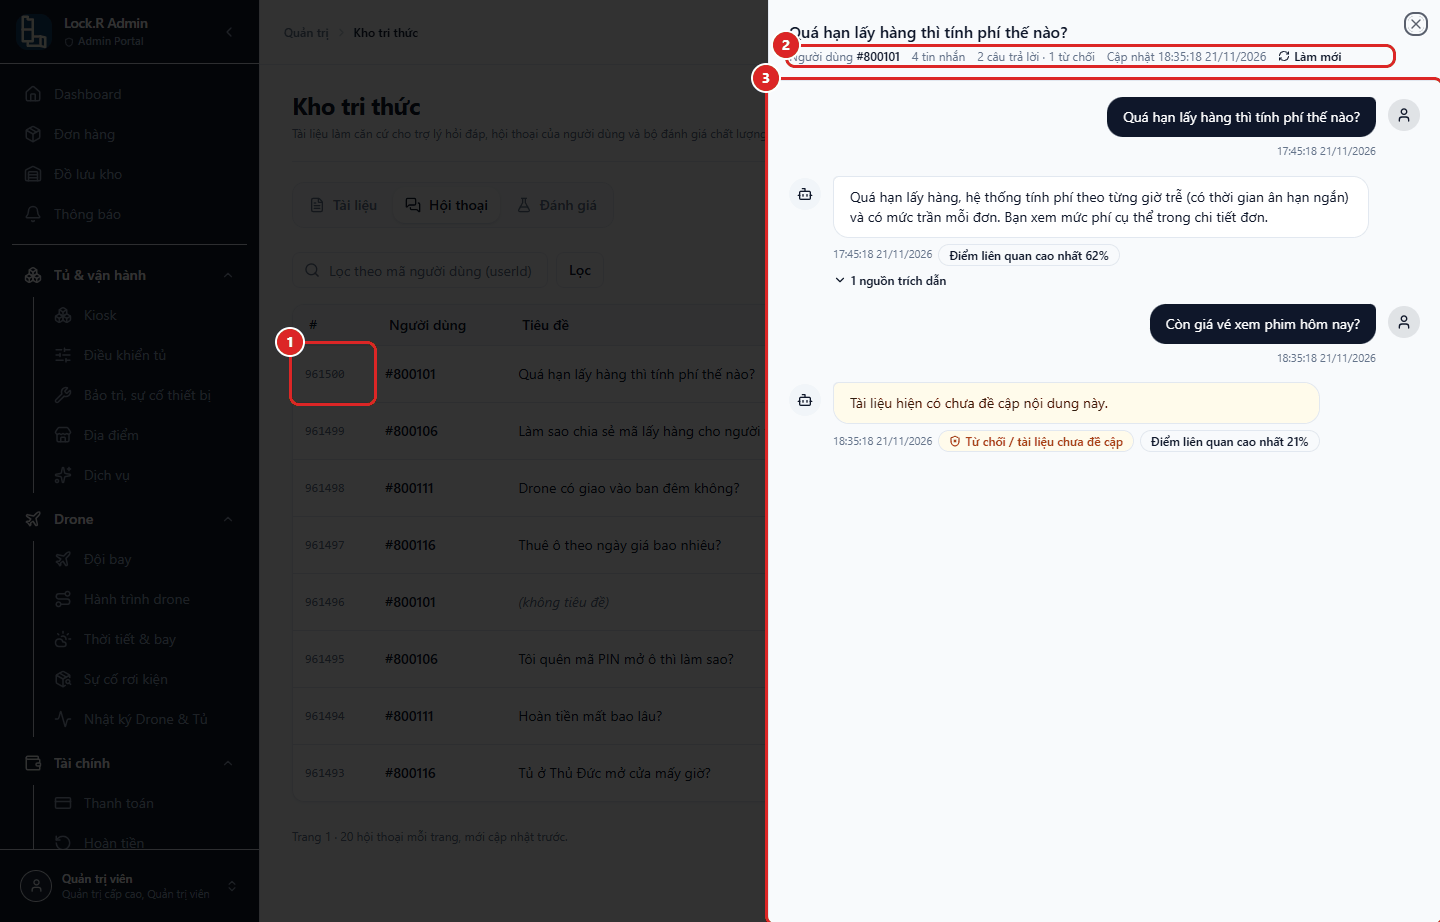 Lock.R Admin
Admin Portal
Dashboard
Đơn hàng
Đồ lưu kho
Thông báo
Tủ & vận hành
Kiosk
Điều khiển tủ
Bảo trì, sự cố thiết bị
Địa điểm
Dịch vụ
Drone
Đội bay
Hành trình drone
Thời tiết & bay
Sự cố rơi kiện
Nhật ký Drone & Tủ
Tài chính
Thanh toán
Hoàn tiền
Quản trị viên
Quản trị cấp cao, Quản trị viên
Quản trị
Kho tri thức
Kho tri thức
Tài liệu làm căn cứ cho trợ lý hỏi đáp, hội thoại của người dùng và bộ đánh giá chất lượng
Tài liệu
Hội thoại
Đánh giá
Lọc theo mã người dùng (userId)
Lọc
# Người dùng Tiêu đề
1
961500 #800101 Quá hạn lấy hàng thì tính phí thế nào?
961499 #800106 Làm sao chia sẻ mã lấy hàng cho người
961498 #800111 Drone có giao vào ban đêm không?
961497 #800116 Thuê ô theo ngày giá bao nhiêu?
961496 #800101 (không tiêu đề)
961495 #800106 Tôi quên mã PIN mở ô thì làm sao?
961494 #800111 Hoàn tiền mất bao lâu?
961493 #800116 Tủ ở Thủ Đức mở cửa mấy giờ?
Trang 1 · 20 hội thoại mỗi trang, mới cập nhật trước.
Quá hạn lấy hàng thì tính phí thế nào?
2
Người dùng #800101 4 tin nhắn 2 câu trả lời · 1 từ chối Cập nhật 18:35:18 21/11/2026 Làm mới
3
Quá hạn lấy hàng thì tính phí thế nào?
17:45:18 21/11/2026
Quá hạn lấy hàng, hệ thống tính phí theo từng giờ trễ (có thời gian ân hạn ngắn)
và có mức trần mỗi đơn. Bạn xem mức phí cụ thể trong chi tiết đơn.
17:45:18 21/11/2026 Điểm liên quan cao nhất 62%
1 nguồn trích dẫn
Còn giá vé xem phim hôm nay?
18:35:18 21/11/2026
Tài liệu hiện có chưa đề cập nội dung này.
18:35:18 21/11/2026 Từ chối / tài liệu chưa đề cập Điểm liên quan cao nhất 21%